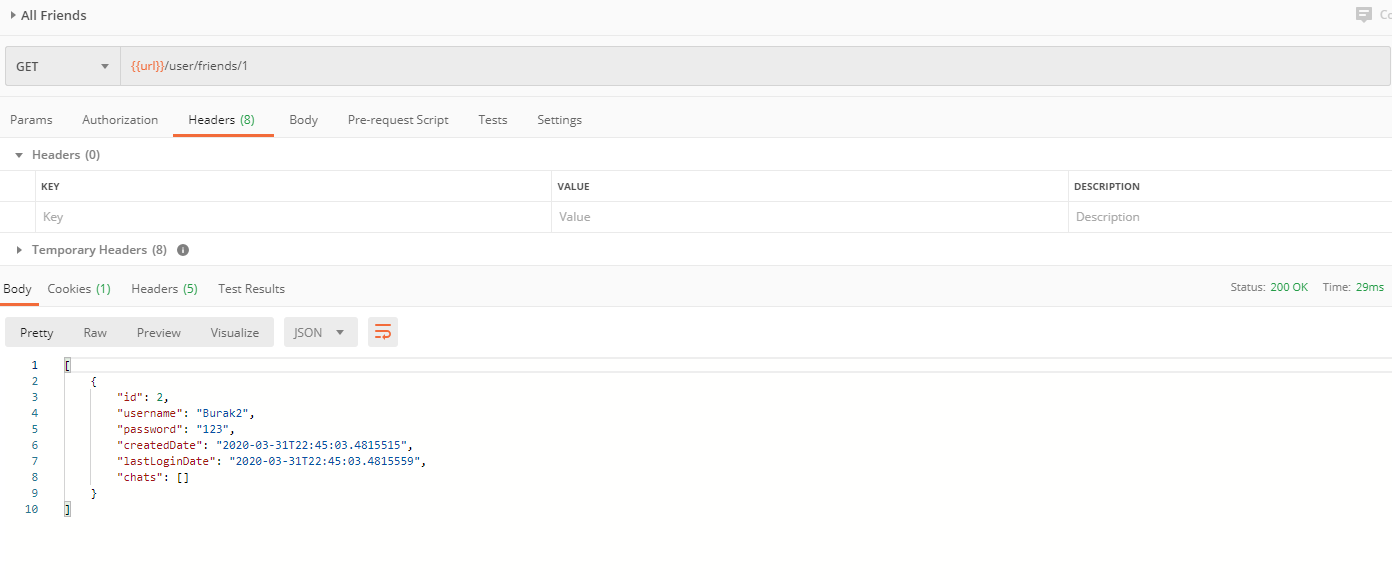 All Friends
Co
GET {{url}}/user/friends/1
Params Authorization Headers (8) Body Pre-request Script Tests Settings
Headers (0)
KEY VALUE DESCRIPTION
Key Value Description
Temporary Headers (8)
Body Cookies (1) Headers (5) Test Results Status: 200 OK Time: 29ms
Pretty Raw Preview Visualize JSON
1 [
2 {
3 "id": 2,
4 "username": "Burak2",
5 "password": "123",
6 "createdDate": "2020-03-31T22:45:03.4815515",
7 "lastLoginDate": "2020-03-31T22:45:03.4815559",
8 "chats": []
9 }
10 ]